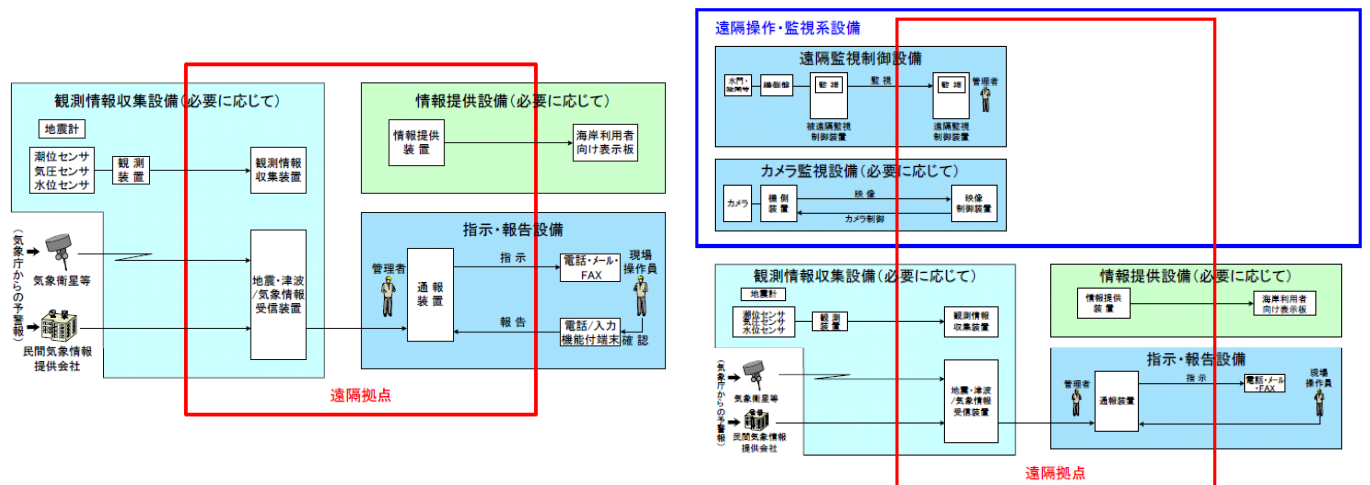 観測情報収集設備(必要に応じて)
地震計
潮位センサ
気圧センサ
水位センサ
観測
装置
観測情報
収集装置
(気象庁からの予警報)
気象衛星等
民間気象情報
提供会社
地震・津波
/気象情報
受信装置
情報提供設備(必要に応じて)
情報提供
装置
海岸利用者
向け表示板
指示・報告設備
管理者
通報
装置
指示
電話・メール・
FAX
現場
操作員
報告
電話/入力
機能付端末
確認
遠隔拠点
遠隔操作・監視系設備
遠隔監視制御設備
水門・
陸閘等
機側盤
監視
監視
監視
管理者
被遠隔監視
制御装置
遠隔監視
制御装置
カメラ監視設備(必要に応じて)
カメラ
機側
装置
映像
カメラ制御
映像
制御装置
観測情報収集設備(必要に応じて)
地震計
潮位センサ
気圧センサ
水位センサ
観測
装置
観測情報
収集装置
(気象庁からの予警報)
気象衛星等
民間気象情報
提供会社
地震・津波
/気象情報
受信装置
情報提供設備(必要に応じて)
情報提供
装置
海岸利用者
向け表示板
指示・報告設備
管理者
通報装置
指示
電話・メール
・FAX
現場
操作員
遠隔拠点